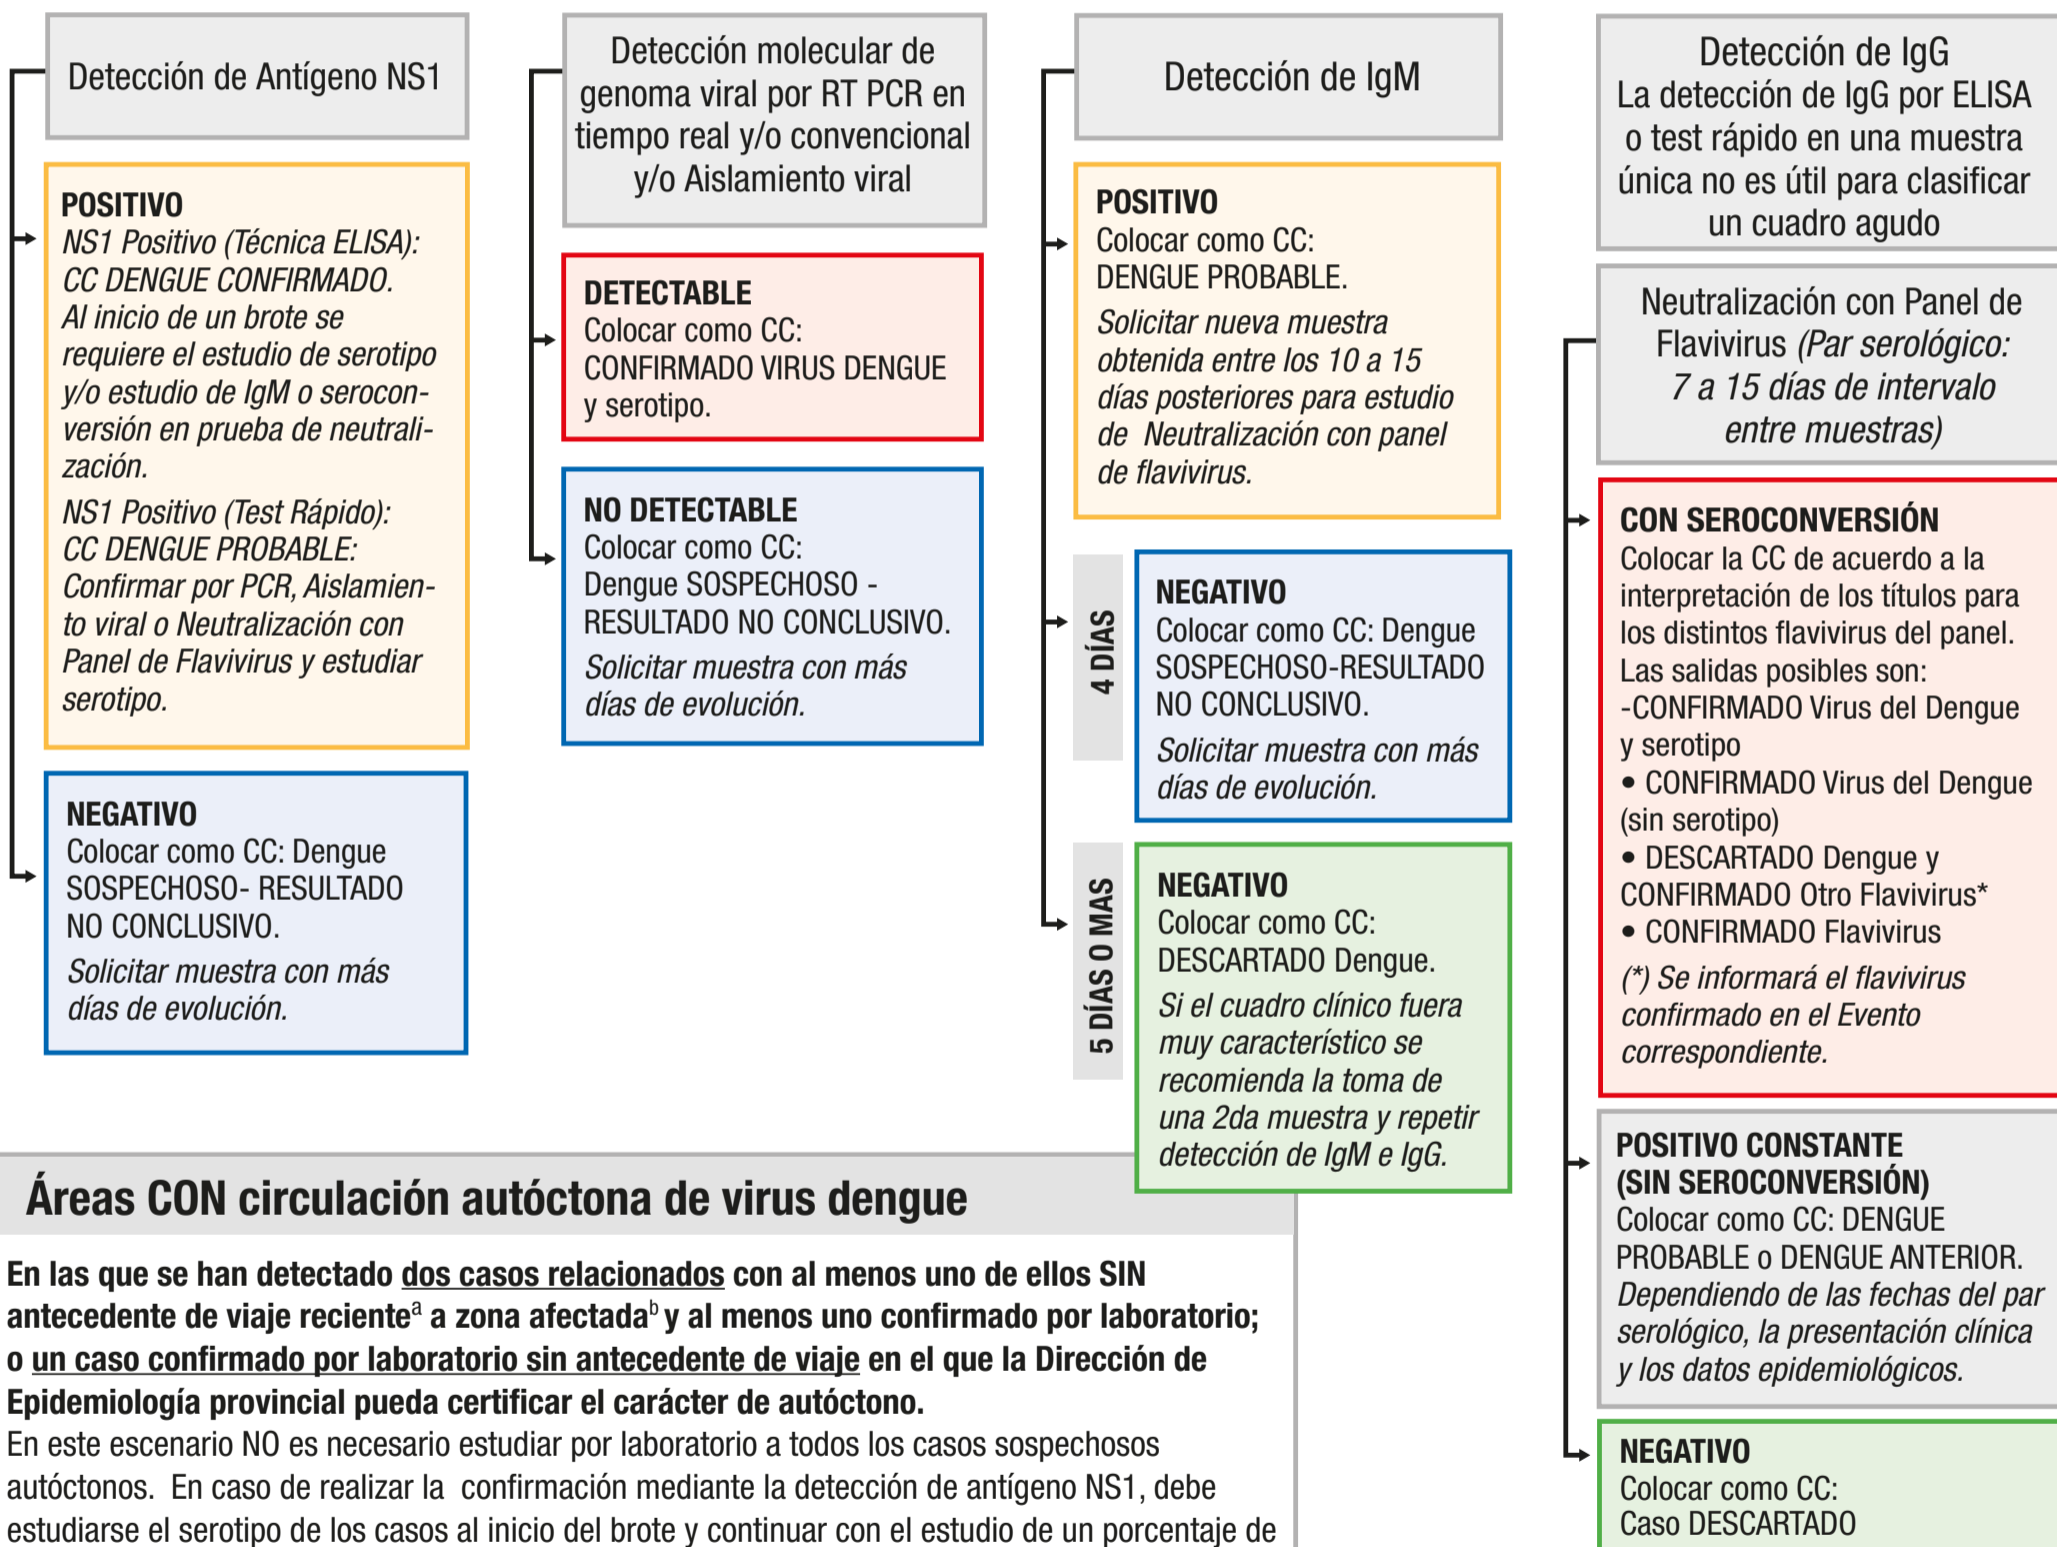 Detección de Antígeno NS1
POSITIVO
NS1 Positivo (Técnica ELISA):
CC DENGUE CONFIRMADO.
Al inicio de un brote se
requiere el estudio de serotipo
y/o estudio de IgM o serocon-
versión en prueba de neutrali-
zación.
NS1 Positivo (Test Rápido):
CC DENGUE PROBABLE:
Confirmar por PCR, Aislamien-
to viral o Neutralización con
Panel de Flavivirus y estudiar
serotipo.
NEGATIVO
Colocar como CC: Dengue
SOSPECHOSO- RESULTADO
NO CONCLUSIVO.
Solicitar muestra con más
días de evolución.
Detección molecular de
genoma viral por RT PCR en
tiempo real y/o convencional
y/o Aislamiento viral
DETECTABLE
Colocar como CC:
CONFIRMADO VIRUS DENGUE
y serotipo.
NO DETECTABLE
Colocar como CC:
Dengue SOSPECHOSO -
RESULTADO NO CONCLUSIVO.
Solicitar muestra con más
días de evolución.
Detección de IgM
POSITIVO
Colocar como CC:
DENGUE PROBABLE.
Solicitar nueva muestra
obtenida entre los 10 a 15
días posteriores para estudio
de Neutralización con panel
de flavivirus.
4 DÍAS
NEGATIVO
Colocar como CC: Dengue
SOSPECHOSO-RESULTADO
NO CONCLUSIVO.
Solicitar muestra con más
días de evolución.
5 DÍAS O MAS
NEGATIVO
Colocar como CC:
DESCARTADO Dengue.
Si el cuadro clínico fuera
muy característico se
recomienda la toma de
una 2da muestra y repetir
detección de IgM e IgG.
Detección de IgG
La detección de IgG por ELISA
o test rápido en una muestra
única no es útil para clasificar
un cuadro agudo
Neutralización con Panel de
Flavivirus (Par serológico:
7 a 15 días de intervalo
entre muestras)
CON SEROCONVERSIÓN
Colocar la CC de acuerdo a la
interpretación de los títulos para
los distintos flavivirus del panel.
Las salidas posibles son:
-CONFIRMADO Virus del Dengue
y serotipo
• CONFIRMADO Virus del Dengue
(sin serotipo)
• DESCARTADO Dengue y
CONFIRMADO Otro Flavivirus*
• CONFIRMADO Flavivirus
(*) Se informará el flavivirus
confirmado en el Evento
correspondiente.
POSITIVO CONSTANTE
(SIN SEROCONVERSIÓN)
Colocar como CC: DENGUE
PROBABLE o DENGUE ANTERIOR.
Dependiendo de las fechas del par
serológico, la presentación clínica
y los datos epidemiológicos.
NEGATIVO
Colocar como CC:
Caso DESCARTADO
Áreas CON circulación autóctona de virus dengue
En las que se han detectado dos casos relacionados con al menos uno de ellos SIN
antecedente de viaje recienteᵃ a zona afectadaᵇ y al menos uno confirmado por laboratorio;
o un caso confirmado por laboratorio sin antecedente de viaje en el que la Dirección de
Epidemiología provincial pueda certificar el carácter de autóctono.
En este escenario NO es necesario estudiar por laboratorio a todos los casos sospechosos
autóctonos. En caso de realizar la confirmación mediante la detección de antígeno NS1, debe
estudiarse el serotipo de los casos al inicio del brote y continuar con el estudio de un porcentaje de